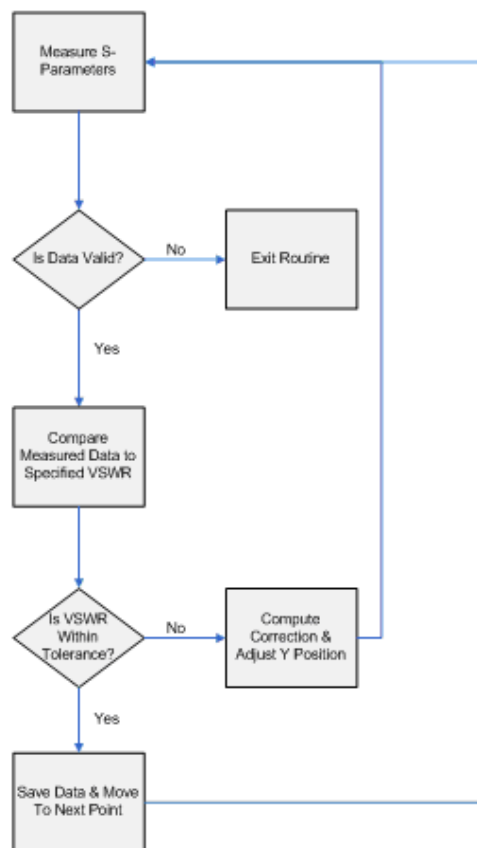 Measure S-
Parameters
Is Data Valid?
No
Exit Routine
Yes
Compare
Measured Data to
Specified VSWR
Is VSWR
Within
Tolerance?
No
Compute
Correction &
Adjust Y Position
Yes
Save Data & Move
To Next Point